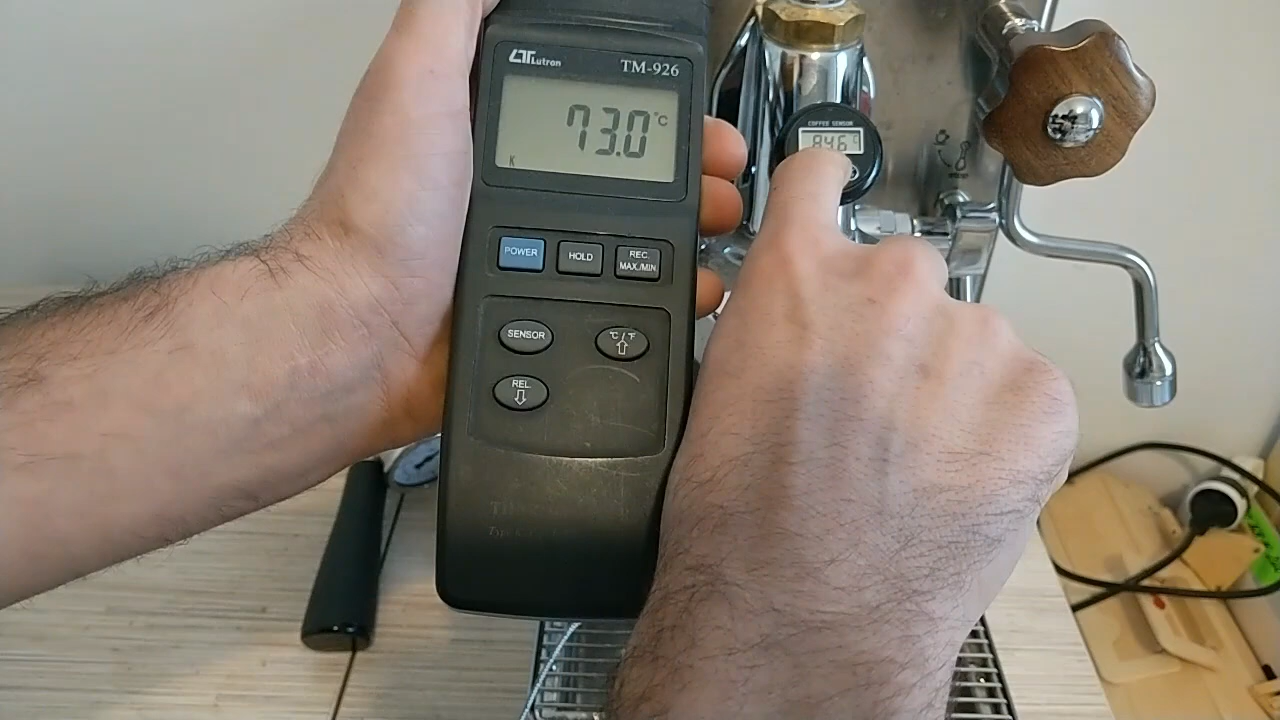 Lutron
TM-926
73.0 °C
K
COFFEE SENSOR
84.6
POWER
HOLD
REC.
MAX./MIN
SENSOR
°C/°F
REL